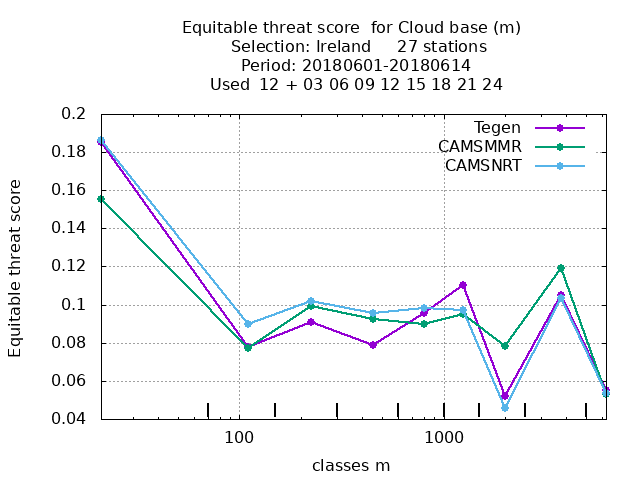 Equitable threat score  for Cloud base (m)
Selection: Ireland     27 stations
Period: 20180601-20180614
Used  12 + 03 06 09 12 15 18 21 24
Tegen
CAMSMMR
CAMSNRT
0.2
0.18
0.16
0.14
0.12
0.1
0.08
0.06
0.04
Equitable threat score
100
1000
classes m